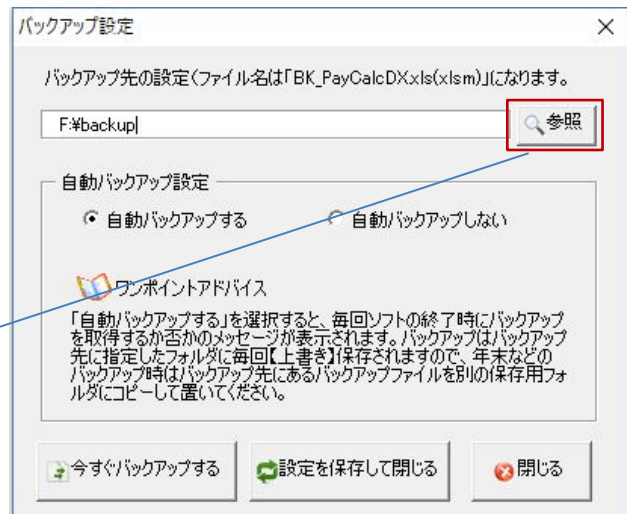 バックアップ設定
バックアップ先の設定(ファイル名は「BK_PayCalcDX.xls(xlsm)」になります。
F:¥backup
参照
自動バックアップ設定
自動バックアップする
自動バックアップしない
ワンポイントアドバイス
「自動バックアップする」を選択すると、毎回ソフトの終了時にバックアップ
を取得するか否かのメッセージが表示されます。バックアップはバックアップ
先に指定したフォルダに毎回【上書き】保存されますので、年末などの
バックアップ時はバックアップ先にあるバックアップファイルを別の保存用フォ
ルダにコピーして置いてください。
今すぐバックアップする
設定を保存して閉じる
閉じる